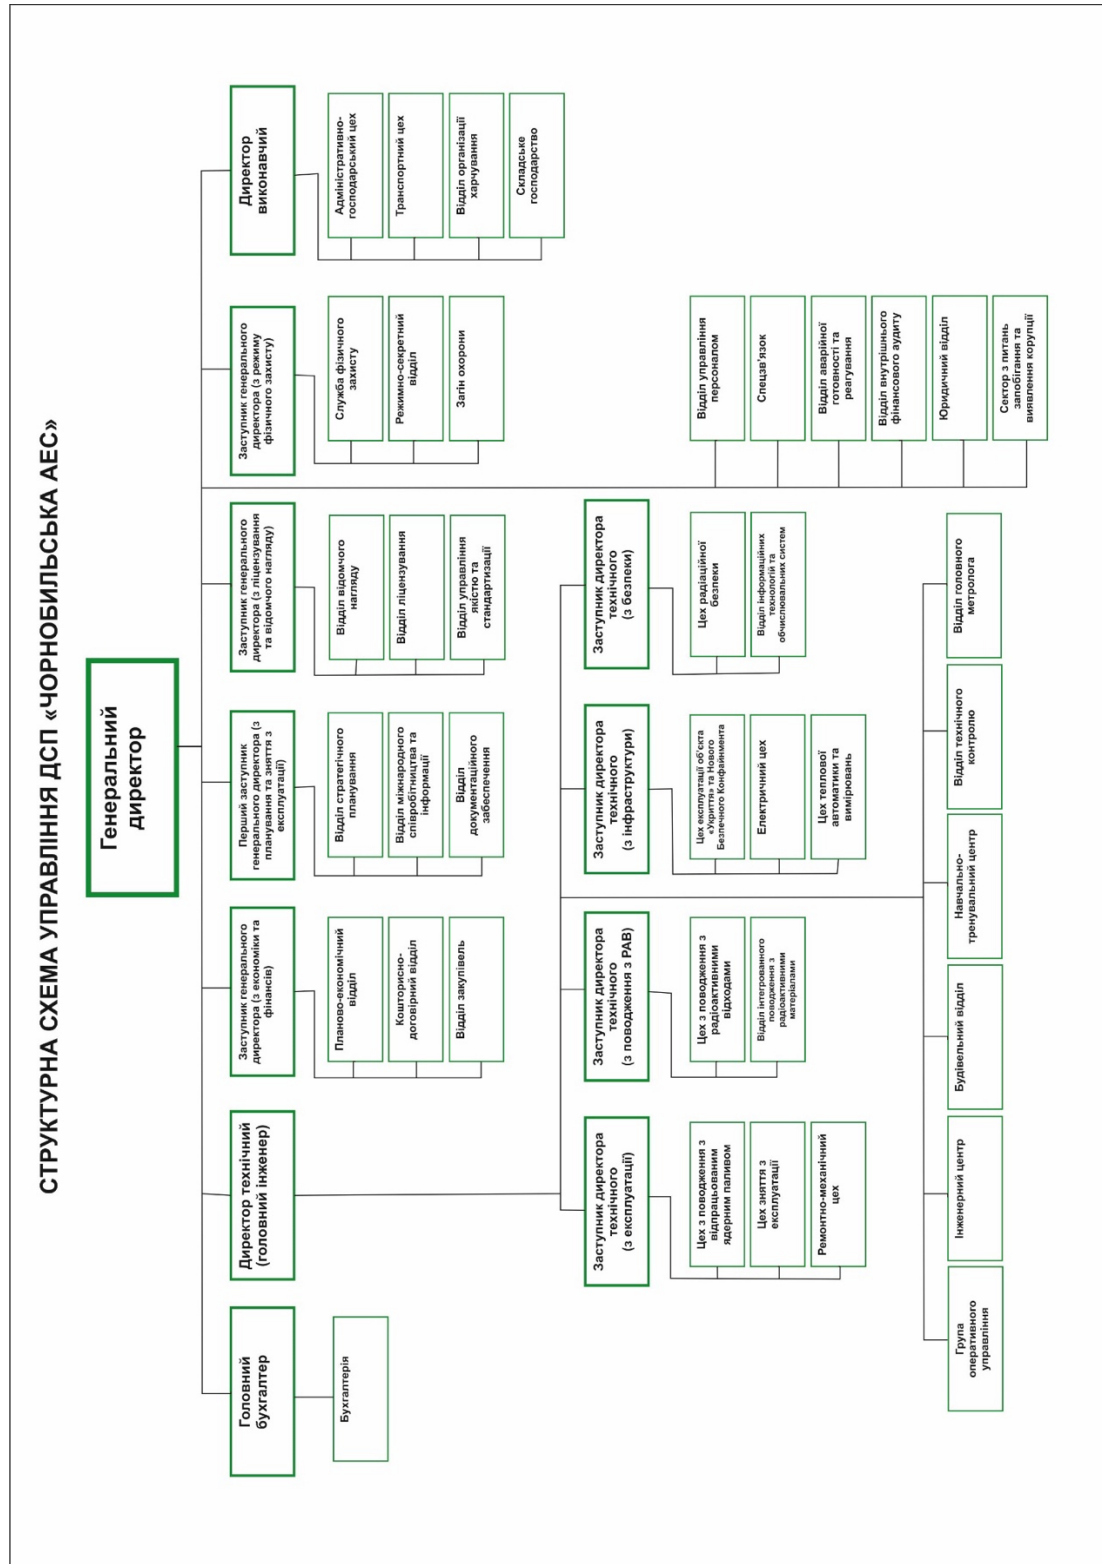 СТРУКТУРНА СХЕМА УПРАВЛІННЯ ДСП «ЧОРНОБИЛЬСЬКА АЕС»
Генеральний
директор
Головний
бухгалтер
Бухгалтерія
Директор технічний
(головний інженер)
Заступник генерального
директора (з економіки та
фінансів)
Планово-економічний
відділ
Кошторисно-
договірний відділ
Відділ закупівель
Перший заступник
генерального директора (з
планування та зняття з
експлуатації)
Відділ стратегічного
планування
Відділ міжнародного
співробітництва та
інформації
Відділ
документаційного
забеспечення
Заступник генерального
директора (з ліцензування
та відомчого нагляду)
Відділ відомчого
нагляду
Відділ ліцензування
Відділ управління
якістю та
стандартизації
Заступник генерального
директора (з режиму
фізичного захисту)
Служба фізичного
захисту
Режимно-секретний
відділ
Загін охорони
Директор
виконавчий
Адміністративно-
господарський цех
Транспортний цех
Відділ організації
харчування
Складське
господарство
Заступник директора
технічного
(з експлуатації)
Цех з поводження з
відпрацьованим
ядерним паливом
Цех зняття з
експлуатації
Ремонтно-механічний
цех
Заступник директора
технічного
(з поводження з РАВ)
Цех з поводження з
радіоактивними
відходами
Відділ інтегрованого
поводження з
радіоактивними
матеріалами
Заступник директора
технічного
(з інфраструктури)
Цех експлуатації об'єкта
«Укриття» та Нового
Безпечного Конфайнмента
Електричний цех
Цех теплової
автоматики та
вимірювань
Заступник директора
технічного
(з безпеки)
Цех радіаційної
безпеки
Відділ інформаційних
технологій та
обчислювальних систем
Відділ управління
персоналом
Спецзв'язок
Відділ аварійної
готовності та
реагування
Відділ внутрішнього
фінансового аудиту
Юридичний відділ
Сектор з питань
запобігання та
виявлення корупції
Група
оперативного
управління
Інженерний центр
Будівельний відділ
Навчально-
тренувальний центр
Відділ технічного
контролю
Відділ головного
метролога